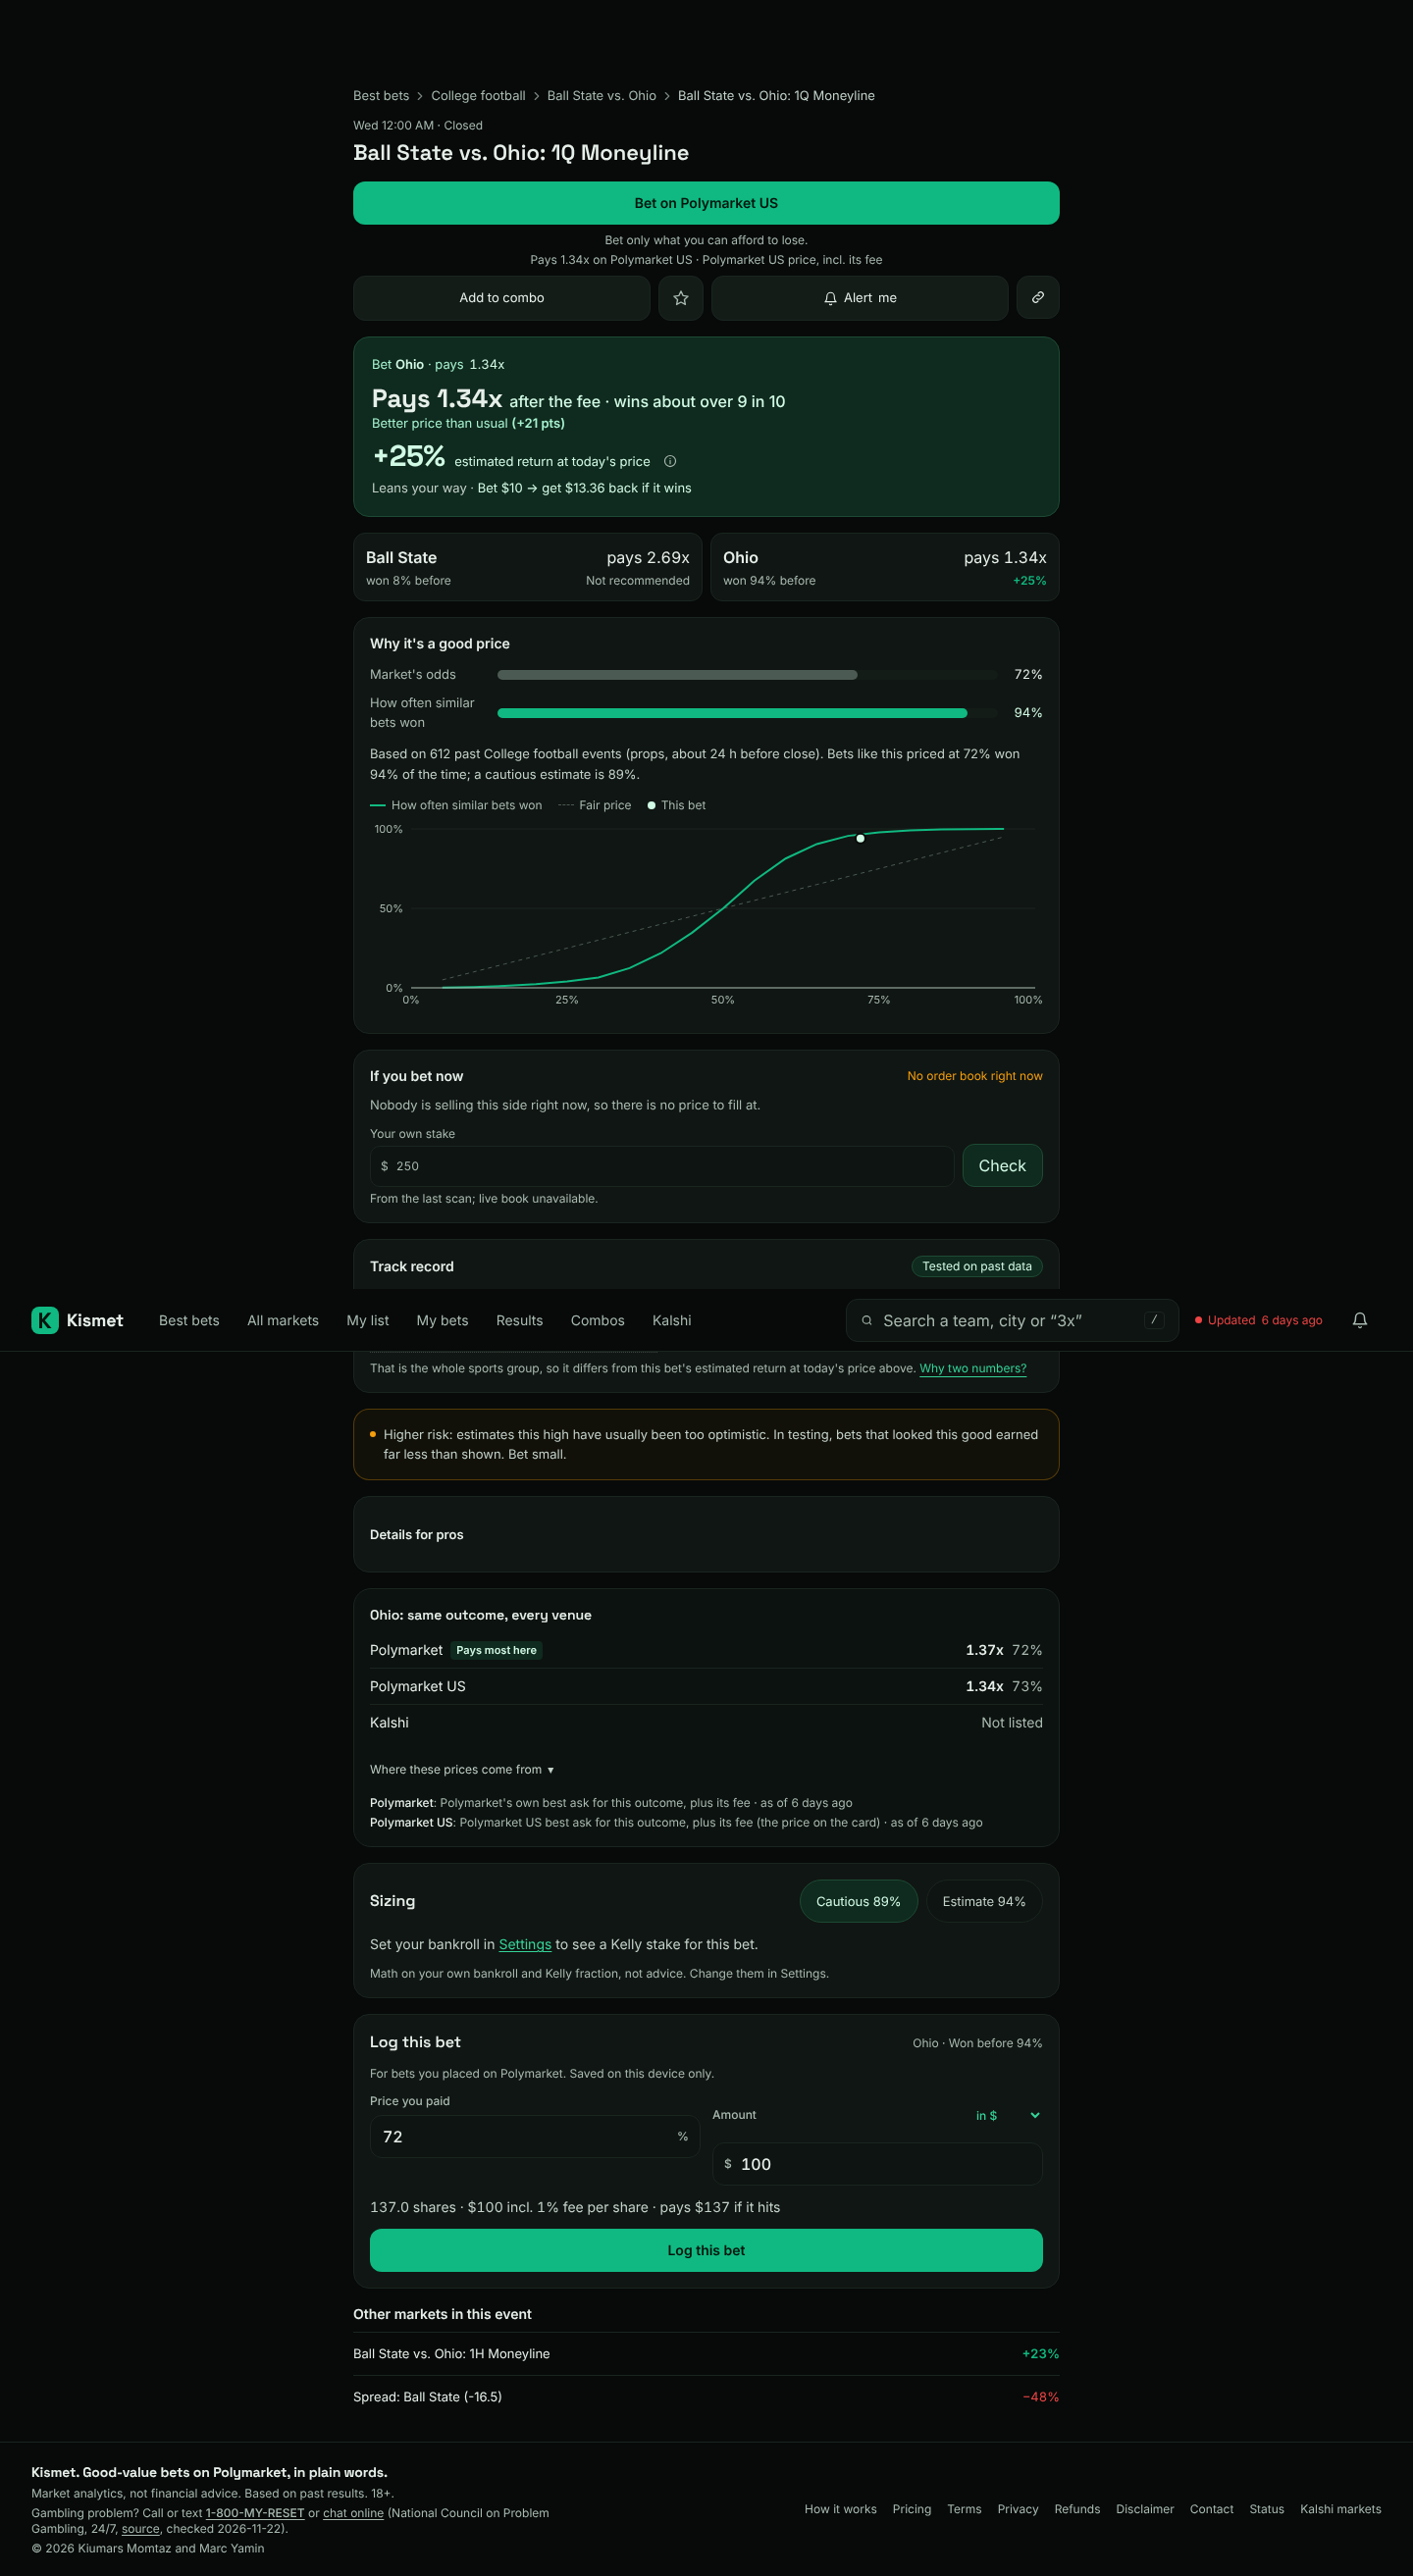 Best bets > College football > Ball State vs. Ohio > Ball State vs. Ohio: 1Q Moneyline
Wed 12:00 AM · Closed
Ball State vs. Ohio: 1Q Moneyline
Bet on Polymarket US
Bet only what you can afford to lose.
Pays 1.34x on Polymarket US · Polymarket US price, incl. its fee
Add to combo
Alert me
Bet Ohio · pays 1.34x
Pays 1.34x after the fee · wins about over 9 in 10
Better price than usual (+21 pts)
+25% estimated return at today's price
Leans your way · Bet $10 → get $13.36 back if it wins
Ball State pays 2.69x
won 8% before Not recommended
Ohio pays 1.34x
won 94% before +25%
Why it's a good price
Market's odds 72%
How often similar
bets won 94%
Based on 612 past College football events (props, about 24 h before close). Bets like this priced at 72% won
94% of the time; a cautious estimate is 89%.
How often similar bets won Fair price This bet
100%
50%
0%
0% 25% 50% 75% 100%
If you bet now No order book right now
Nobody is selling this side right now, so there is no price to fill at.
Your own stake
$ 250 Check
From the last scan; live book unavailable.
Track record Tested on past data
K Kismet Best bets All markets My list My bets Results Combos Kalshi Search a team, city or “3x” / Updated 6 days ago
That is the whole sports group, so it differs from this bet's estimated return at today's price above. Why two numbers?
Higher risk: estimates this high have usually been too optimistic. In testing, bets that looked this good earned
far less than shown. Bet small.
Details for pros
Ohio: same outcome, every venue
Polymarket Pays most here 1.37x 72%
Polymarket US 1.34x 73%
Kalshi Not listed
Where these prices come from ▾
Polymarket: Polymarket's own best ask for this outcome, plus its fee · as of 6 days ago
Polymarket US: Polymarket US best ask for this outcome, plus its fee (the price on the card) · as of 6 days ago
Sizing Cautious 89% Estimate 94%
Set your bankroll in Settings to see a Kelly stake for this bet.
Math on your own bankroll and Kelly fraction, not advice. Change them in Settings.
Log this bet Ohio · Won before 94%
For bets you placed on Polymarket. Saved on this device only.
Price you paid
72 %
Amount in $
$ 100
137.0 shares · $100 incl. 1% fee per share · pays $137 if it hits
Log this bet
Other markets in this event
Ball State vs. Ohio: 1H Moneyline +23%
Spread: Ball State (-16.5) −48%
Kismet. Good-value bets on Polymarket, in plain words.
Market analytics, not financial advice. Based on past results. 18+.
Gambling problem? Call or text 1-800-MY-RESET or chat online (National Council on Problem
Gambling, 24/7, source, checked 2026-11-22).
© 2026 Kiumars Momtaz and Marc Yamin
How it works Pricing Terms Privacy Refunds Disclaimer Contact Status Kalshi markets